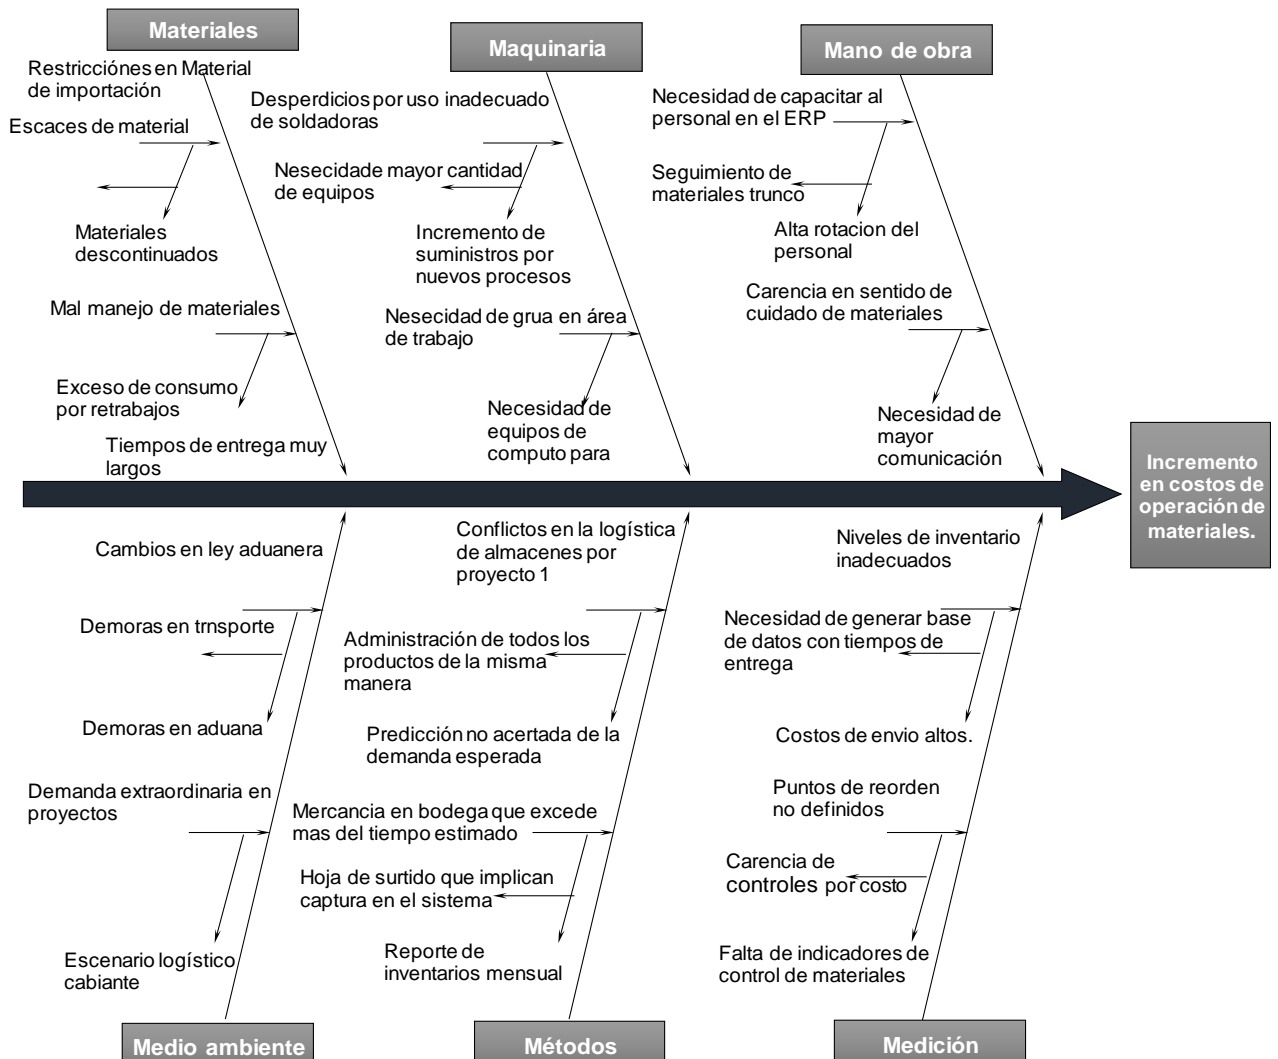 Materiales
Maquinaria
Mano de obra
Restricciónes en Material
de importación
Escaces de material
Materiales
descontinuados
Mal manejo de materiales
Exceso de consumo
por retrabajos
Tiempos de entrega muy
largos
Desperdicios por uso inadecuado
de soldadoras
Nesecidade mayor cantidad
de equipos
Incremento de
suministros por
nuevos procesos
Nesecidad de grua en área
de trabajo
Necesidad de
equipos de
computo para
Necesidad de capacitar al
personal en el ERP
Seguimiento de
materiales trunco
Alta rotacion del
personal
Carencia en sentido de
cuidado de materiales
Necesidad de
mayor
comunicación
Incremento
en costos de
operación de
materiales.
Cambios en ley aduanera
Demoras en trnsporte
Demoras en aduana
Demanda extraordinaria en
proyectos
Escenario logístico
cabiante
Conflictos en la logística
de almacenes por
proyecto 1
Administración de todos los
productos de la misma
manera
Predicción no acertada de la
demanda esperada
Mercancia en bodega que excede
mas del tiempo estimado
Hoja de surtido que implican
captura en el sistema
Reporte de
inventarios mensual
Niveles de inventario
inadecuados
Necesidad de generar base
de datos con tiempos de
entrega
Costos de envio altos.
Puntos de reorden
no definidos
Carencia de
controles por costo
Falta de indicadores de
control de materiales
Medio ambiente
Métodos
Medición